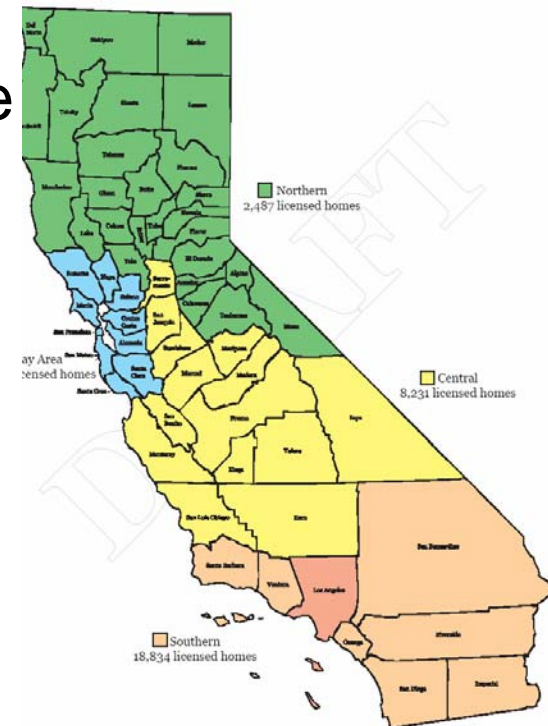 e
Del
Norte
Siskiyou
Modoc
Trinity
Shasta
Lassen
Tehama
Plumas
Mendocino
Glenn
Butte
Sierra
Nevada
Colusa
Lake
Placer
Yolo
El Dorado
Alpine
Northern
2,487 licensed homes
Sonoma
Napa
Solano
Sacra-
mento
Amador
Calaveras
Tuolumne
Mono
Marin
Contra
Costa
San
Joaquin
San Francisco
Alameda
San Mateo
Santa
Clara
Santa Cruz
ay Area
censed homes
Stanislaus
Mariposa
Merced
Madera
Central
8,231 licensed homes
San
Benito
Fresno
Inyo
Monterey
Kings
Tulare
San Luis Obispo
Kern
San Bernardino
Santa Barbara
Ventura
Los Angeles
Orange
Riverside
Southern
18,834 licensed homes
San Diego
Imperial
DRAFT